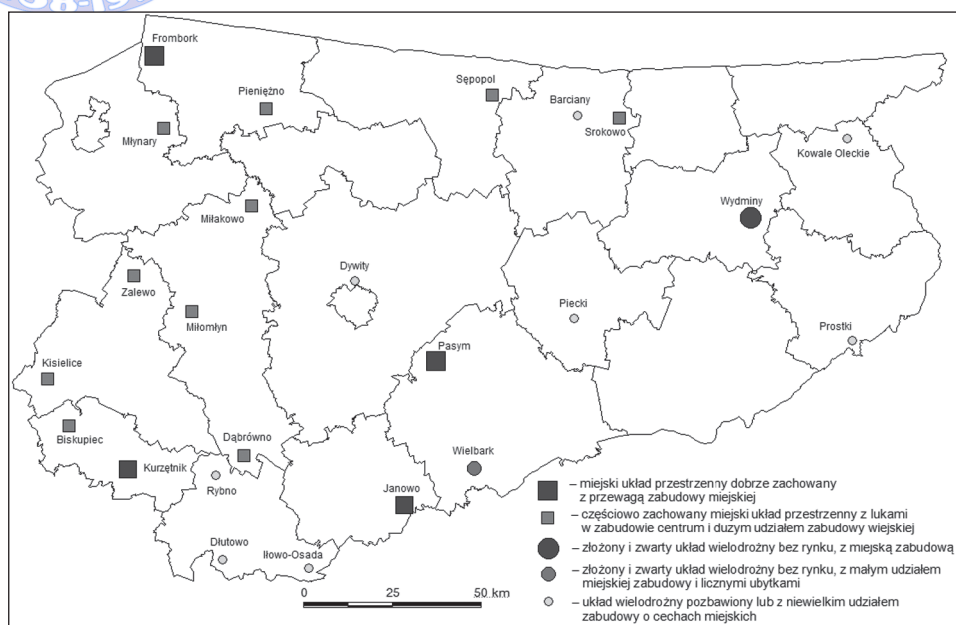 8-19
Frombork
Pieniężno
Sępopol
Barciany
Młynary
Srokowo
Kowale Oleckie
Miłakowo
Wydminy
Dywity
Zalewo
Miłomłyn
Piecki
Prostki
Pasym
Kisielice
Biskupiec
Dąbrówno
Wielbark
Kurzętnik
Rybno
Janowo
Dłutowo
Iłowo-Osada
– miejski układ przestrzenny dobrze zachowany
z przewagą zabudowy miejskiej
– częściowo zachowany miejski układ przestrzenny z lukami
w zabudowie centrum i duzym udziałem zabudowy wiejskiej
– złożony i zwarty układ wielodrożny bez rynku, z miejską zabudową
– złożony i zwarty układ wielodrożny bez rynku, z małym udziałem
miejskiej zabudowy i licznymi ubytkami
– układ wielodrożny pozbawiony lub z niewielkim udziałem
zabudowy o cechach miejskich
0 25 50 km